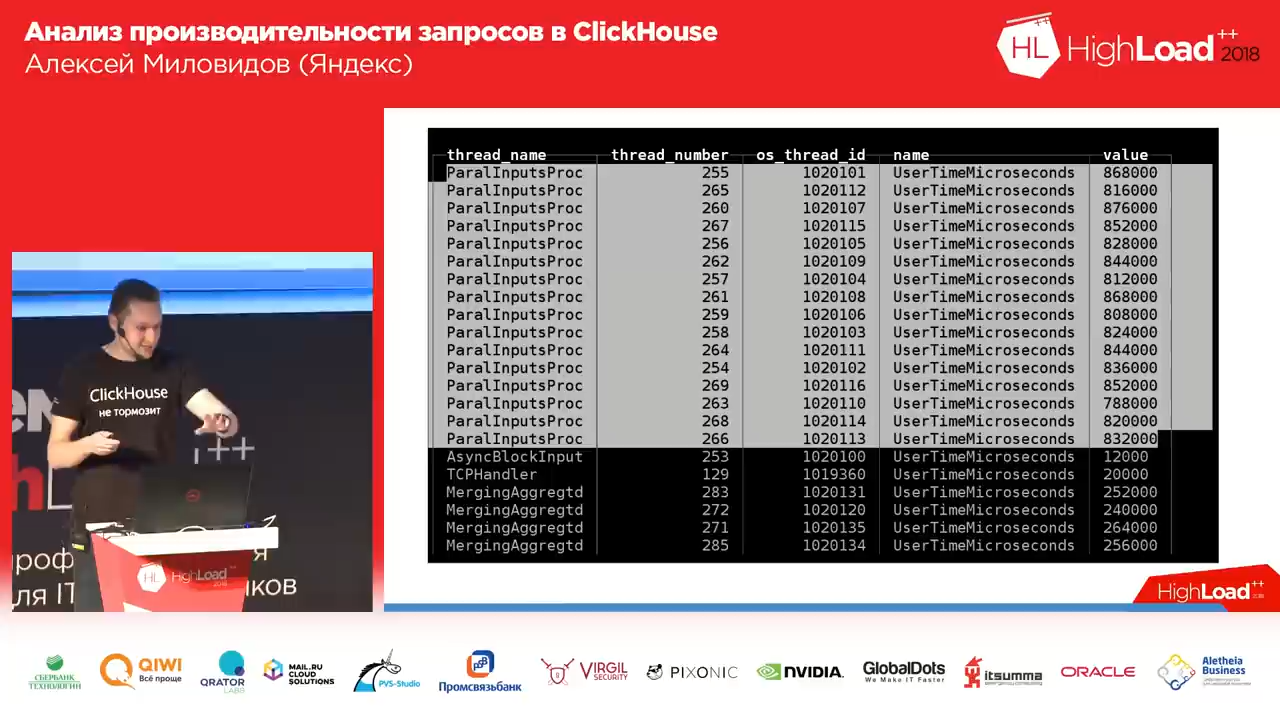 Анализ производительности запросов в ClickHouse
Алексей Миловидов (Яндекс)
HL HighLoad++ 2018
thread_name thread_number os_thread_id name value
ParalInputsProc 255 1020101 UserTimeMicroseconds 868000
ParalInputsProc 265 1020112 UserTimeMicroseconds 816000
ParalInputsProc 260 1020107 UserTimeMicroseconds 876000
ParalInputsProc 267 1020115 UserTimeMicroseconds 852000
ParalInputsProc 256 1020105 UserTimeMicroseconds 828000
ParalInputsProc 262 1020109 UserTimeMicroseconds 844000
ParalInputsProc 257 1020104 UserTimeMicroseconds 812000
ParalInputsProc 261 1020108 UserTimeMicroseconds 868000
ParalInputsProc 259 1020106 UserTimeMicroseconds 808000
ParalInputsProc 258 1020103 UserTimeMicroseconds 824000
ParalInputsProc 264 1020111 UserTimeMicroseconds 844000
ParalInputsProc 254 1020102 UserTimeMicroseconds 836000
ParalInputsProc 269 1020116 UserTimeMicroseconds 852000
ParalInputsProc 263 1020110 UserTimeMicroseconds 788000
ParalInputsProc 268 1020114 UserTimeMicroseconds 820000
ParalInputsProc 266 1020113 UserTimeMicroseconds 832000
AsyncBlockInput 253 1020100 UserTimeMicroseconds 12000
TCPHandler 129 1019360 UserTimeMicroseconds 20000
MergingAggregtd 283 1020131 UserTimeMicroseconds 252000
MergingAggregtd 272 1020120 UserTimeMicroseconds 240000
MergingAggregtd 271 1020135 UserTimeMicroseconds 264000
MergingAggregtd 285 1020134 UserTimeMicroseconds 256000
ClickHouse
не тормозит
++
HL HighLoad++
HighLoad++ 2018
СБЕРБАНК
ТЕХНОЛОГИИ
QIWI
Всё проще
QRATOR
LABS
MAIL.RU
CLOUD
SOLUTIONS
PVS-Studio
Промсвязьбанк
VIRGIL
SECURITY
PIXONIC
NVIDIA.
GlobalDots
We Make IT Faster
itsumma
ORACLE
Aletheia
Business